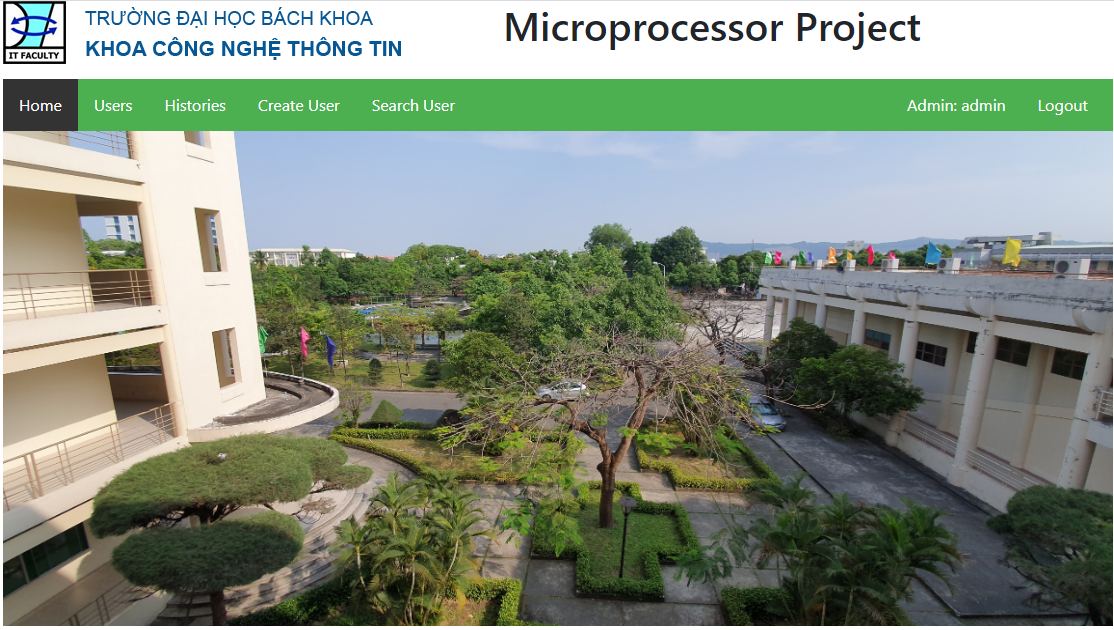 IT FACULTY
TRƯỜNG ĐẠI HỌC BÁCH KHOA
KHOA CÔNG NGHỆ THÔNG TIN
Microprocessor Project
Home Users Histories Create User Search User Admin: admin Logout